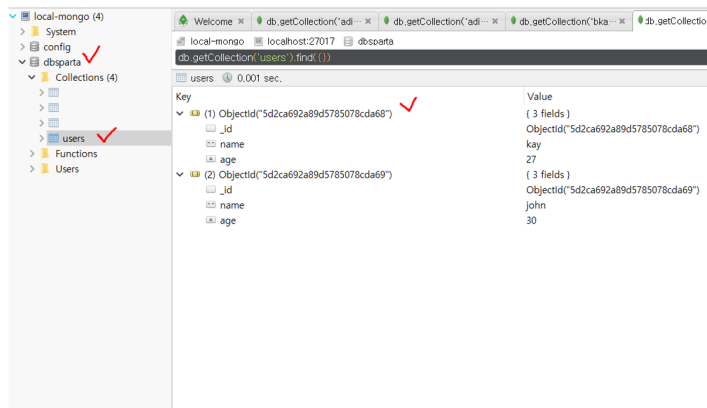 local-mongo (4)
System
config
dbsparta
Collections (4)
users
Functions
Users
Welcome
db.getCollection('adi...
db.getCollection('adi...
db.getCollection('bka...
db.getCollectio
local-mongo localhost:27017 dbsparta
db.getCollection('users').find({})
users 0.001 sec.
Key Value
(1) ObjectId("5d2ca692a89d5785078cda68") { 3 fields }
_id ObjectId("5d2ca692a89d5785078cda68")
name kay
age 27
(2) ObjectId("5d2ca692a89d5785078cda69") { 3 fields }
_id ObjectId("5d2ca692a89d5785078cda69")
name john
age 30